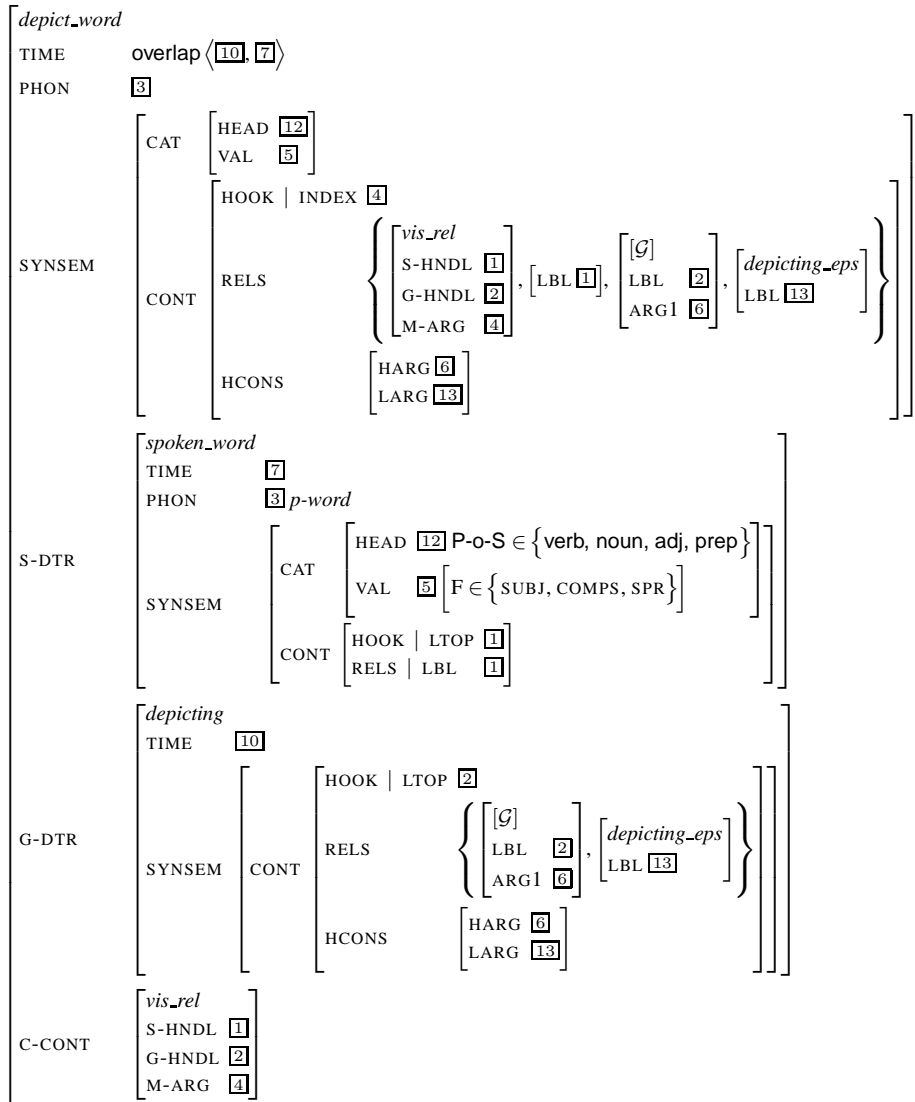 depict_word
TIME overlap ⟨10, 7⟩
PHON 3
SYNSEM
CAT
HEAD 12
VAL 5
CONT
HOOK | INDEX 4
RELS
vis_rel
S-HNDL 1
G-HNDL 2
M-ARG 4
, [LBL 1],
[𝒢]
LBL 2
ARG1 6
,
depicting_eps
LBL 13
HCONS
HARG 6
LARG 13
S-DTR
spoken_word
TIME 7
PHON 3 p-word
SYNSEM
CAT
HEAD 12 P-o-S ∈ {verb, noun, adj, prep}
VAL 5 [F ∈ {SUBJ, COMPS, SPR}]
CONT
HOOK | LTOP 1
RELS | LBL 1
G-DTR
depicting
TIME 10
SYNSEM
CONT
HOOK | LTOP 2
RELS
[𝒢]
LBL 2
ARG1 6
,
depicting_eps
LBL 13
HCONS
HARG 6
LARG 13
C-CONT
vis_rel
S-HNDL 1
G-HNDL 2
M-ARG 4